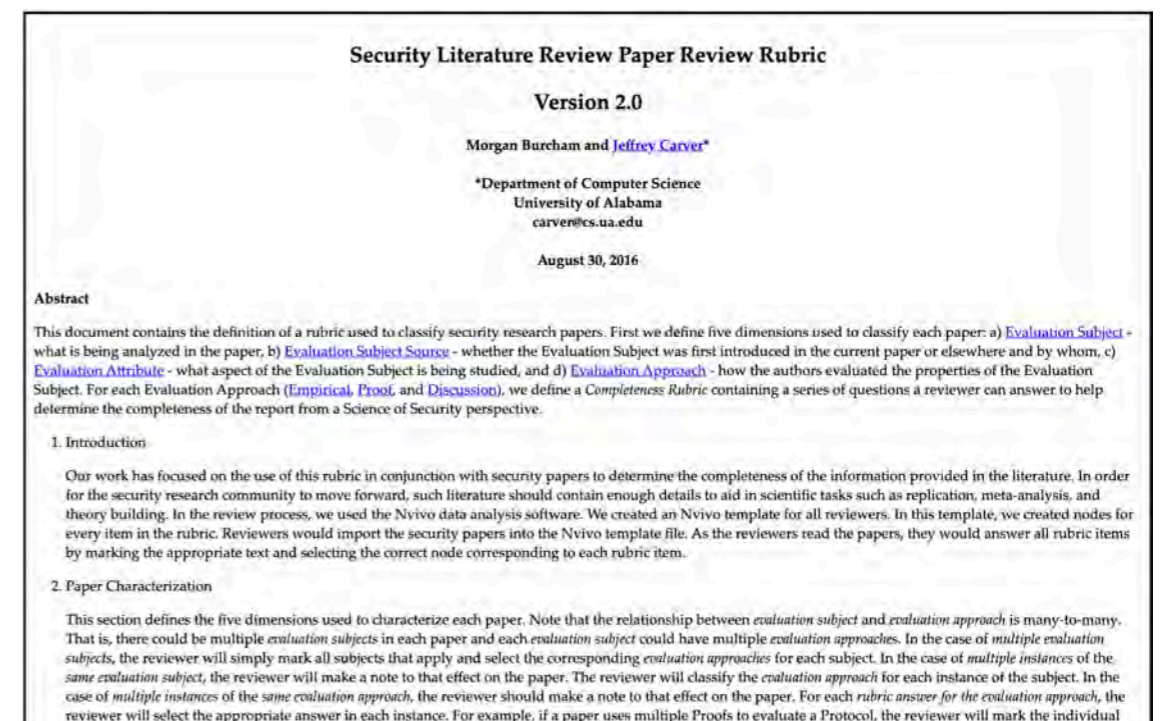 Security Literature Review Paper Review Rubric
Version 2.0
Morgan Burcham and Jeffrey Carver*
*Department of Computer Science
University of Alabama
carver@cs.ua.edu
August 30, 2016
Abstract
This document contains the definition of a rubric used to classify security research papers. First we define five dimensions used to classify each paper: a) Evaluation Subject -
what is being analyzed in the paper, b) Evaluation Subject Source - whether the Evaluation Subject was first introduced in the current paper or elsewhere and by whom, c)
Evaluation Attribute - what aspect of the Evaluation Subject is being studied, and d) Evaluation Approach - how the authors evaluated the properties of the Evaluation
Subject. For each Evaluation Approach (Empirical, Proof, and Discussion), we define a Completeness Rubric containing a series of questions a reviewer can answer to help
determine the completeness of the report from a Science of Security perspective.
1. Introduction
Our work has focused on the use of this rubric in conjunction with security papers to determine the completeness of the information provided in the literature. In order
for the security research community to move forward, such literature should contain enough details to aid in scientific tasks such as replication, meta-analysis, and
theory building. In the review process, we used the Nvivo data analysis software. We created an Nvivo template for all reviewers. In this template, we created nodes for
every item in the rubric. Reviewers would import the security papers into the Nvivo template file. As the reviewers read the papers, they would answer all rubric items
by marking the appropriate text and selecting the correct node corresponding to each rubric item.
2. Paper Characterization
This section defines the five dimensions used to characterize each paper. Note that the relationship between evaluation subject and evaluation approach is many-to-many.
That is, there could be multiple evaluation subjects in each paper and each evaluation subject could have multiple evaluation approaches. In the case of multiple evaluation
subjects, the reviewer will simply mark all subjects that apply and select the corresponding evaluation approaches for each subject. In the case of multiple instances of the
same evaluation subject, the reviewer will make a note to that effect on the paper. The reviewer will classify the evaluation approach for each instance of the subject. In the
case of multiple instances of the same evaluation approach, the reviewer should make a note to that effect on the paper. For each rubric answer for the evaluation approach, the
reviewer will select the appropriate answer in each instance. For example, if a paper uses multiple Proofs to evaluate a Protocol, the reviewer will mark the individual